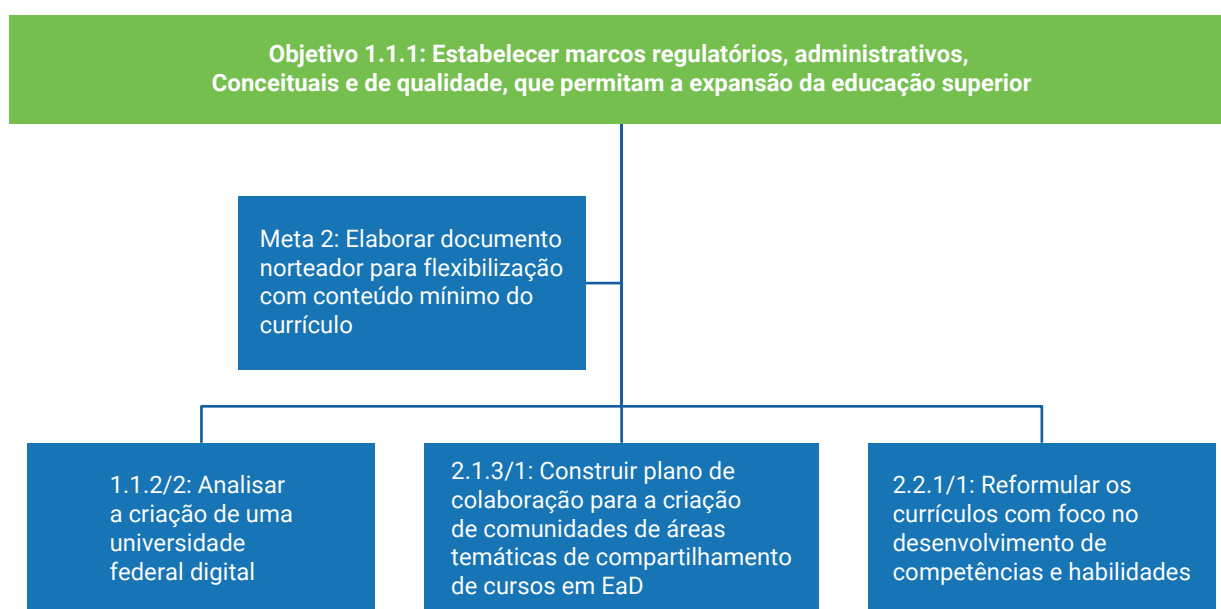 Objetivo 1.1.1: Estabelecer marcos regulatórios, administrativos,
Conceituais e de qualidade, que permitam a expansão da educação superior
Meta 2: Elaborar documento
norteador para flexibilização
com conteúdo mínimo do
currículo
1.1.2/2: Analisar
a criação de uma
universidade
federal digital
2.1.3/1: Construir plano de
colaboração para a criação
de comunidades de áreas
temáticas de compartilhamento
de cursos em EaD
2.2.1/1: Reformular os
currículos com foco no
desenvolvimento de
competências e habilidades